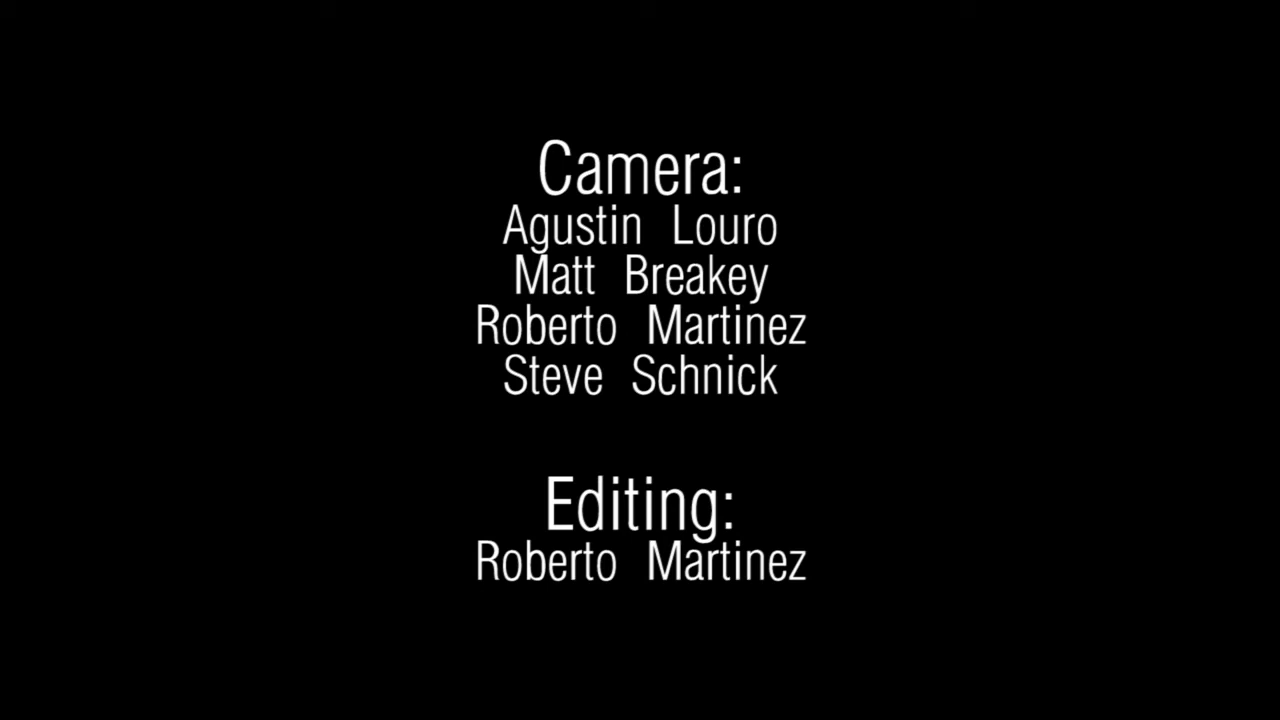 Camera:
Agustin Louro
Matt Breakey
Roberto Martinez
Steve Schnick
Editing:
Roberto Martinez